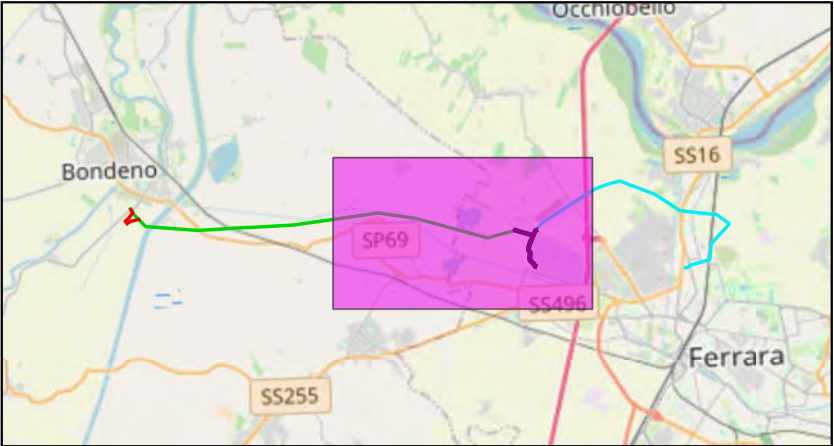 Occhiobello
SS16
Bondeno
SP69
SS496
Ferrara
SS255